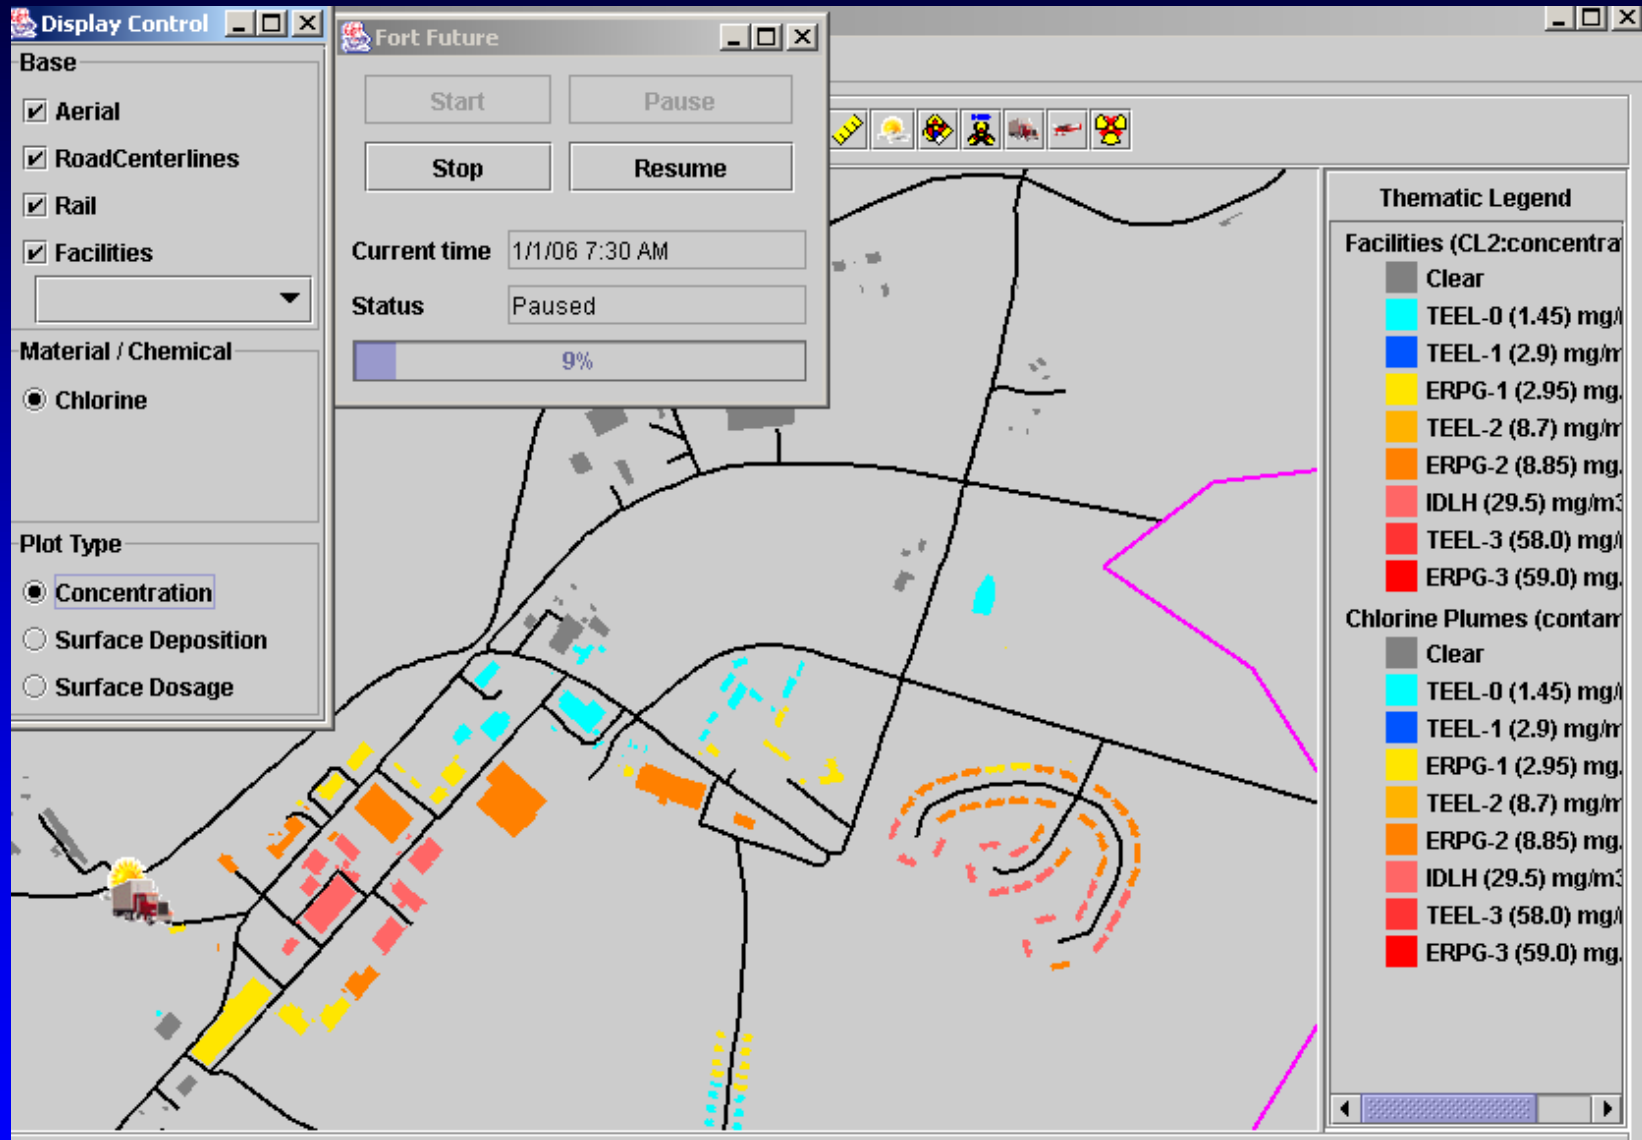 Display Control
Base
Aerial
RoadCenterlines
Rail
Facilities
Material / Chemical
Chlorine
Plot Type
Concentration
Surface Deposition
Surface Dosage
Fort Future
Start
Pause
Stop
Resume
Current time
1/1/06 7:30 AM
Status
Paused
9%
Thematic Legend
Facilities (CL2:concentra
Clear
TEEL-0 (1.45) mg/
TEEL-1 (2.9) mg/m
ERPG-1 (2.95) mg.
TEEL-2 (8.7) mg/m
ERPG-2 (8.85) mg.
IDLH (29.5) mg/m3
TEEL-3 (58.0) mg/
ERPG-3 (59.0) mg.
Chlorine Plumes (contam
Clear
TEEL-0 (1.45) mg/
TEEL-1 (2.9) mg/m
ERPG-1 (2.95) mg.
TEEL-2 (8.7) mg/m
ERPG-2 (8.85) mg.
IDLH (29.5) mg/m3
TEEL-3 (58.0) mg/
ERPG-3 (59.0) mg.